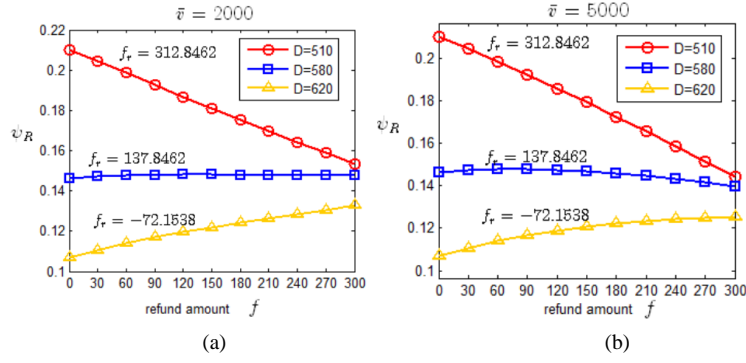 v̄ = 2000
0.22
0.2
0.18
0.16
0.14
0.12
0.1
ψ_R
f_r = 312.8462
f_r = 137.8462
f_r = −72.1538
D=510
D=580
D=620
0 30 60 90 120 150 180 210 240 270 300
refund amount f
(a)
v̄ = 5000
0.2
0.18
0.16
0.14
0.12
0.1
ψ_R
f_r = 312.8462
f_r = 137.8462
f_r = −72.1538
D=510
D=580
D=620
0 30 60 90 120 150 180 210 240 270 300
refund amount f
(b)